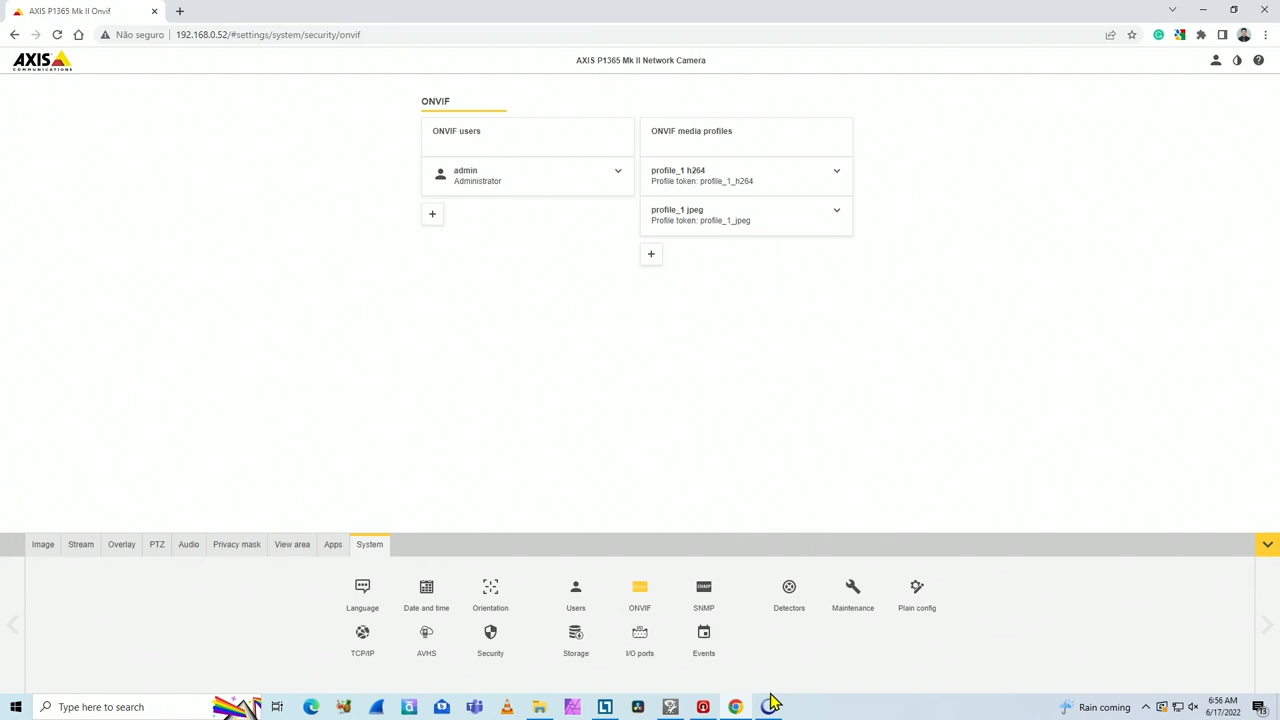 AXIS P1365 Mk II Onvif
Não seguro
192.168.0.52/#settings/system/security/onvif
AXIS
COMMUNICATIONS
AXIS P1365 Mk II Network Camera
ONVIF
ONVIF users
ONVIF media profiles
admin
Administrator
profile_1 h264
Profile token: profile_1_h264
profile_1 jpeg
Profile token: profile_1_jpeg
Image
Stream
Overlay
PTZ
Audio
Privacy mask
View area
Apps
System
Language
Date and time
Orientation
Users
ONVIF
SNMP
SNMP
Detectors
Maintenance
Plain config
TCP/IP
AVHS
Security
Storage
I/O
I/O ports
Events
Type here to search
Rain coming
6:56 AM
6/17/2022